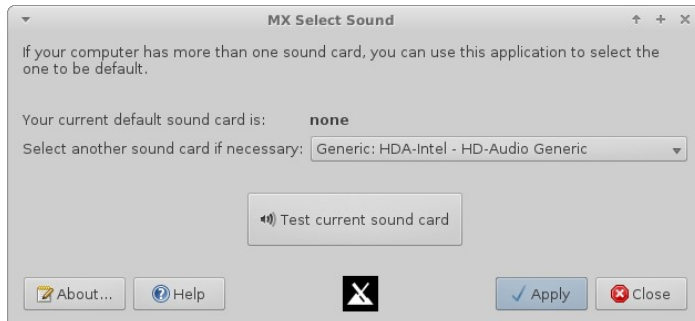 MX Select Sound
If your computer has more than one sound card, you can use this application to select the
one to be default.
Your current default sound card is: none
Select another sound card if necessary: Generic: HDA-Intel - HD-Audio Generic
Test current sound card
About... Help Apply Close